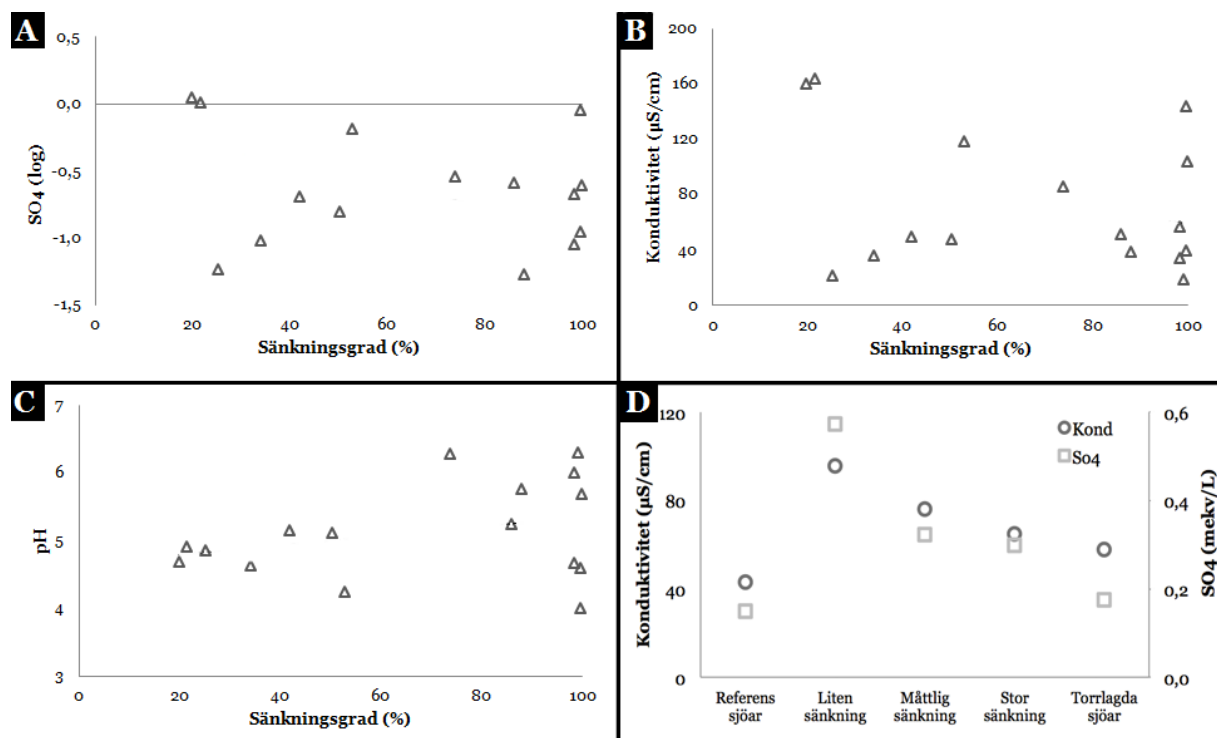 A
0,5
0,0
-0,5
-1,0
-1,5
SO4 (log)
0 20 40 60 80 100
Sänkningsgrad (%)
B
200
160
120
80
40
0
Konduktivitet (µS/cm)
0 20 40 60 80 100
Sänkningsgrad (%)
C
7
6
5
4
3
pH
0 20 40 60 80 100
Sänkningsgrad (%)
D
120
80
40
0
Konduktivitet (µS/cm)
Kond
So4
0,6
0,4
0,2
0,0
SO4 (mekv/L)
Referens Liten Måttlig Stor Torrlagda
sjöar sänkning sänkning sänkning sjöar